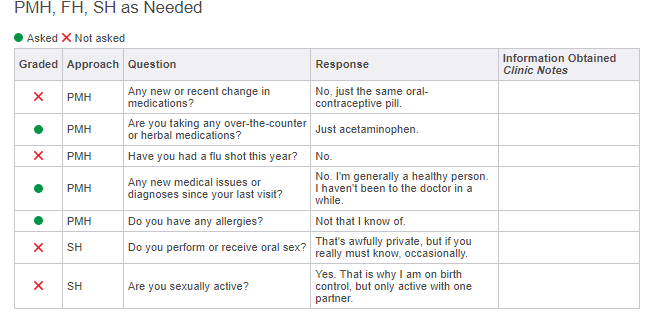 PMH, FH, SH as Needed
Asked Not asked
Graded Approach Question Response Information Obtained
Clinic Notes
PMH Any new or recent change in medications? No, just the same oral-contraceptive pill.
PMH Are you taking any over-the-counter or herbal medications? Just acetaminophen.
PMH Have you had a flu shot this year? No.
PMH Any new medical issues or diagnoses since your last visit? No. I'm generally a healthy person. I haven't been to the doctor in a while.
PMH Do you have any allergies? Not that I know of.
SH Do you perform or receive oral sex? That's awfully private, but if you really must know, occasionally.
SH Are you sexually active? Yes. That is why I am on birth control, but only active with one partner.